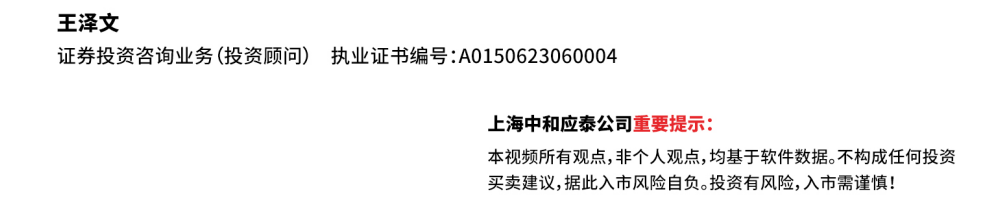 王泽文
证券投资咨询业务(投资顾问) 执业证书编号:A0150623060004
上海中和应泰公司重要提示:
本视频所有观点,非个人观点,均基于软件数据。不构成任何投资
买卖建议,据此入市风险自负。投资有风险,入市需谨慎!